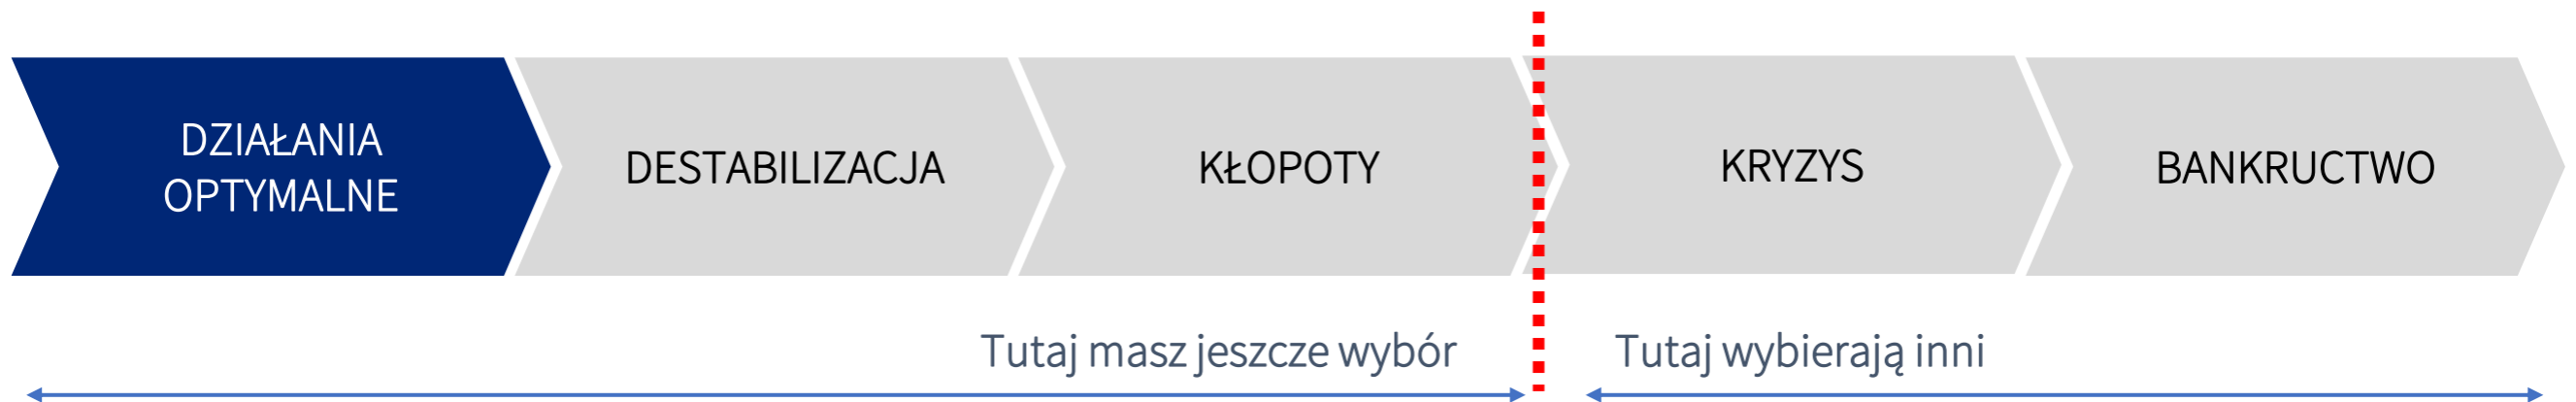 DZIAŁANIA
OPTYMALNE
DESTABILIZACJA
KŁOPOTY
KRYZYS
BANKRUCTWO
Tutaj masz jeszcze wybór
Tutaj wybierają inni